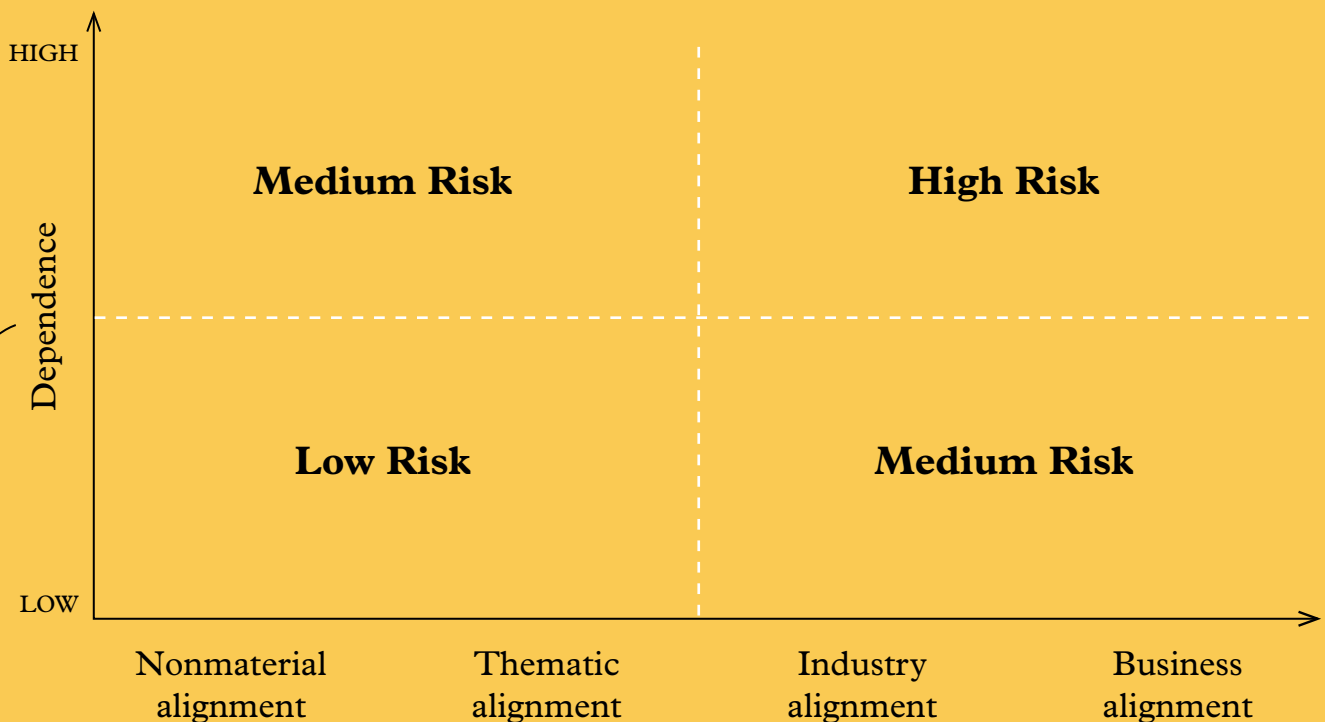 HIGH
Medium Risk
High Risk
Dependence
Low Risk
Medium Risk
LOW
Nonmaterial
alignment
Thematic
alignment
Industry
alignment
Business
alignment